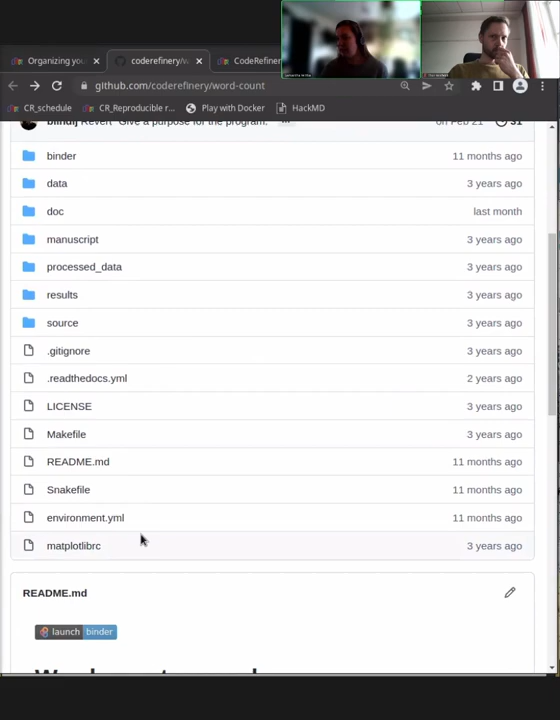 Organizing you
coderefinery/w
CodeRefine
github.com/coderefinery/word-count
CR_schedule
CR_Reproducible r...
Play with Docker
HackMD
blindij Revert "Give a purpose for the program."
on Feb 21
31
binder
11 months ago
data
3 years ago
doc
last month
manuscript
3 years ago
processed_data
3 years ago
results
3 years ago
source
3 years ago
.gitignore
3 years ago
.readthedocs.yml
2 years ago
LICENSE
3 years ago
Makefile
3 years ago
README.md
11 months ago
Snakefile
11 months ago
environment.yml
11 months ago
matplotlibrc
3 years ago
README.md
launch binder